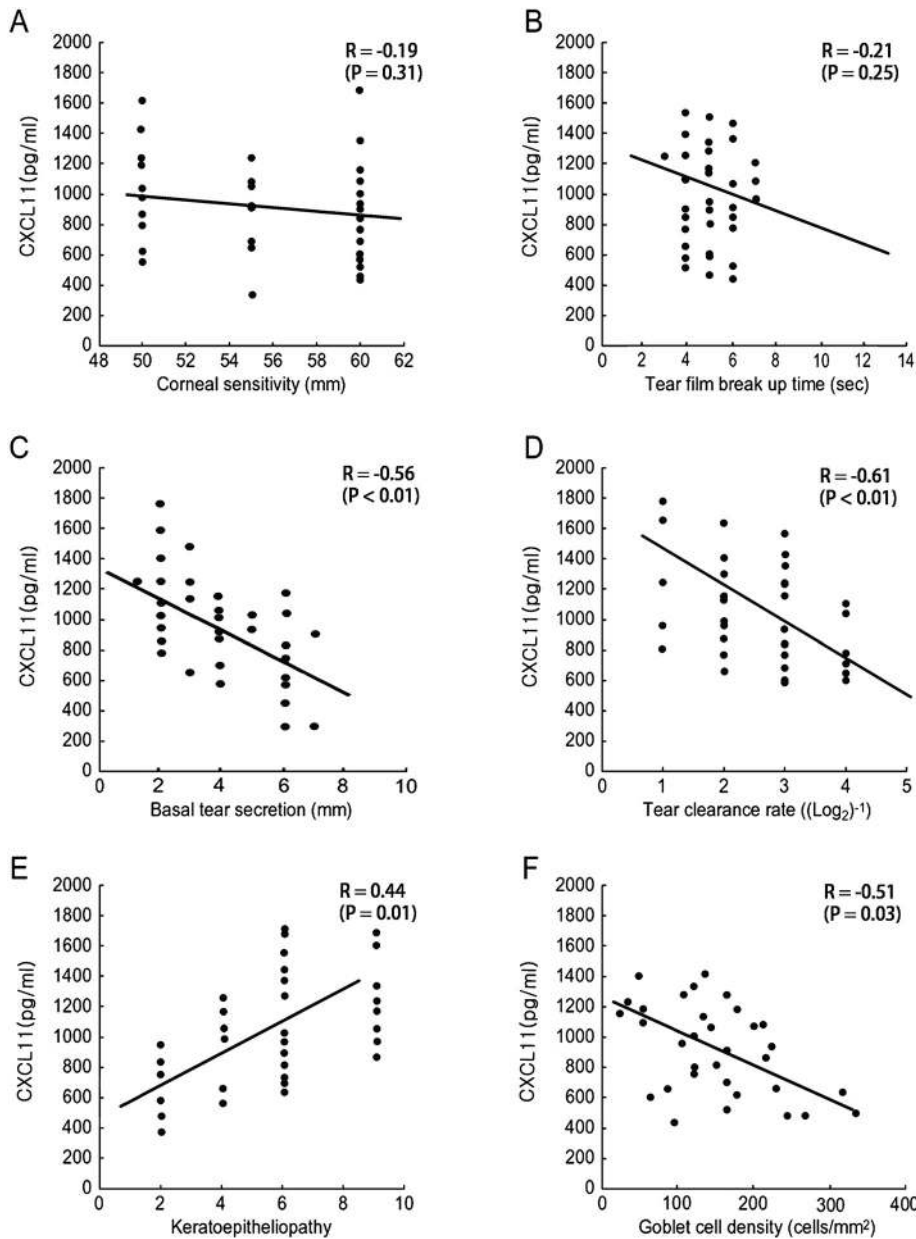 A
B
R = -0.19
(P = 0.31)
R = -0.21
(P = 0.25)
CXCL11(pg/ml)
2000
1800
1600
1400
1200
1000
800
600
400
200
0
48 50 52 54 56 58 60 62
Corneal sensitivity (mm)
CXCL11(pg/ml)
2000
1800
1600
1400
1200
1000
800
600
400
200
0
0 2 4 6 8 10 12 14
Tear film break up time (sec)
C
D
R = -0.56
(P < 0.01)
R = -0.61
(P < 0.01)
CXCL11(pg/ml)
2000
1800
1600
1400
1200
1000
800
600
400
200
0
0 2 4 6 8 10
Basal tear secretion (mm)
CXCL11(pg/ml)
2000
1800
1600
1400
1200
1000
800
600
400
200
0
0 1 2 3 4 5
Tear clearance rate ((Log₂)⁻¹)
E
F
R = 0.44
(P = 0.01)
R = -0.51
(P = 0.03)
CXCL11(pg/ml)
2000
1800
1600
1400
1200
1000
800
600
400
200
0
0 2 4 6 8 10
Keratoepitheliopathy
CXCL11(pg/ml)
2000
1800
1600
1400
1200
1000
800
600
400
200
0
0 100 200 300 400
Goblet cell density (cells/mm²)